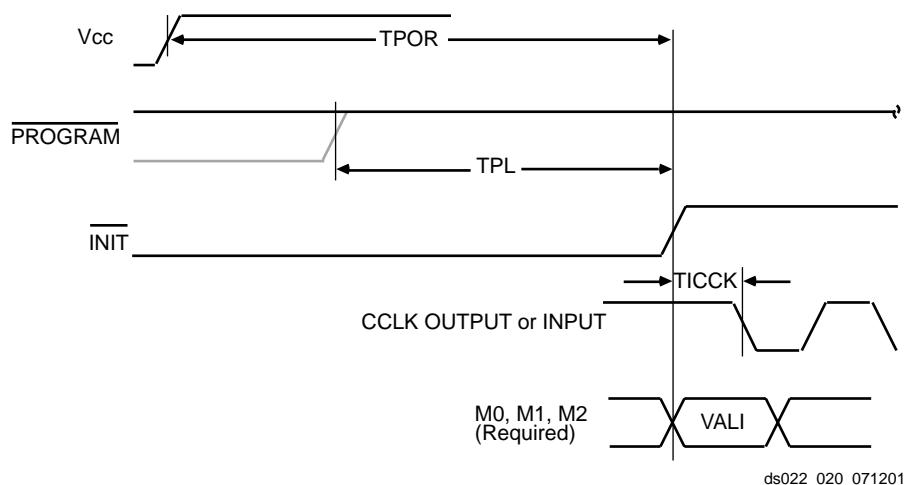 Vcc
TPOR
PROGRAM
TPL
INIT
TICCK
CCLK OUTPUT or INPUT
M0, M1, M2
(Required)
VALI
ds022_020_071201